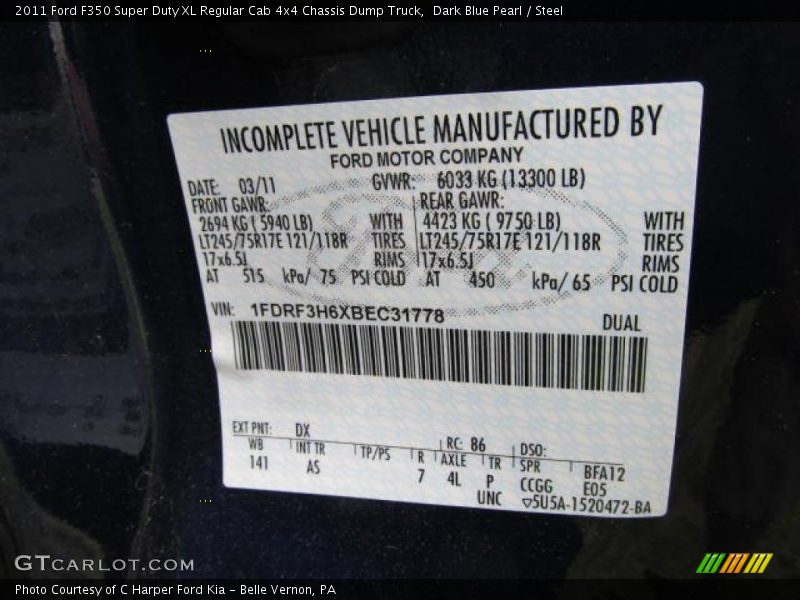 2011 Ford F350 Super Duty XL Regular Cab 4x4 Chassis Dump Truck,  Dark Blue Pearl / Steel
INCOMPLETE VEHICLE MANUFACTURED BY
FORD MOTOR COMPANY
DATE: 03/11 GVWR: 6033 KG (13300 LB)
FRONT GAWR: REAR GAWR:
2694 KG ( 5940 LB) WITH 4423 KG ( 9750 LB) WITH
LT245/75R17E 121/118R TIRES LT245/75R17E 121/118R TIRES
17x6.5J RIMS 17x6.5J RIMS
AT 515 kPa/ 75 PSI COLD AT 450 kPa/ 65 PSI COLD
VIN: 1FDRF3H6XBEC31778
DUAL
EXT PNT: DX RC: 86 DSO:
WB INT TR TP/PS R AXLE TR SPR BFA12
141 AS 7 4L P CCGG E05
UNC ▽5U5A-1520472-BA
GTCARCOM.NET
Photo Courtesy of C Harper Ford Kia - Belle Vernon, PA